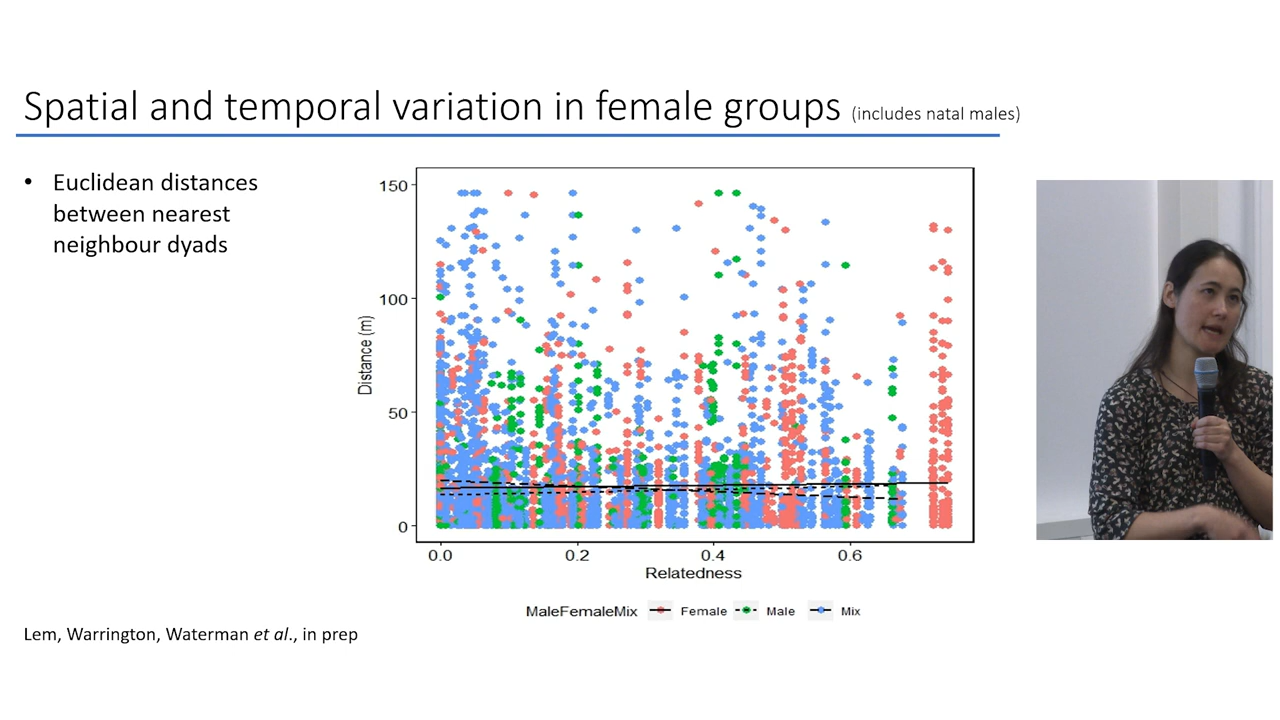 Spatial and temporal variation in female groups (includes natal males)
• Euclidean distances
between nearest
neighbour dyads
150
100
50
0
Distance (m)
0.0 0.2 0.4 0.6
Relatedness
MaleFemaleMix Female Male Mix
Lem, Warrington, Waterman et al., in prep